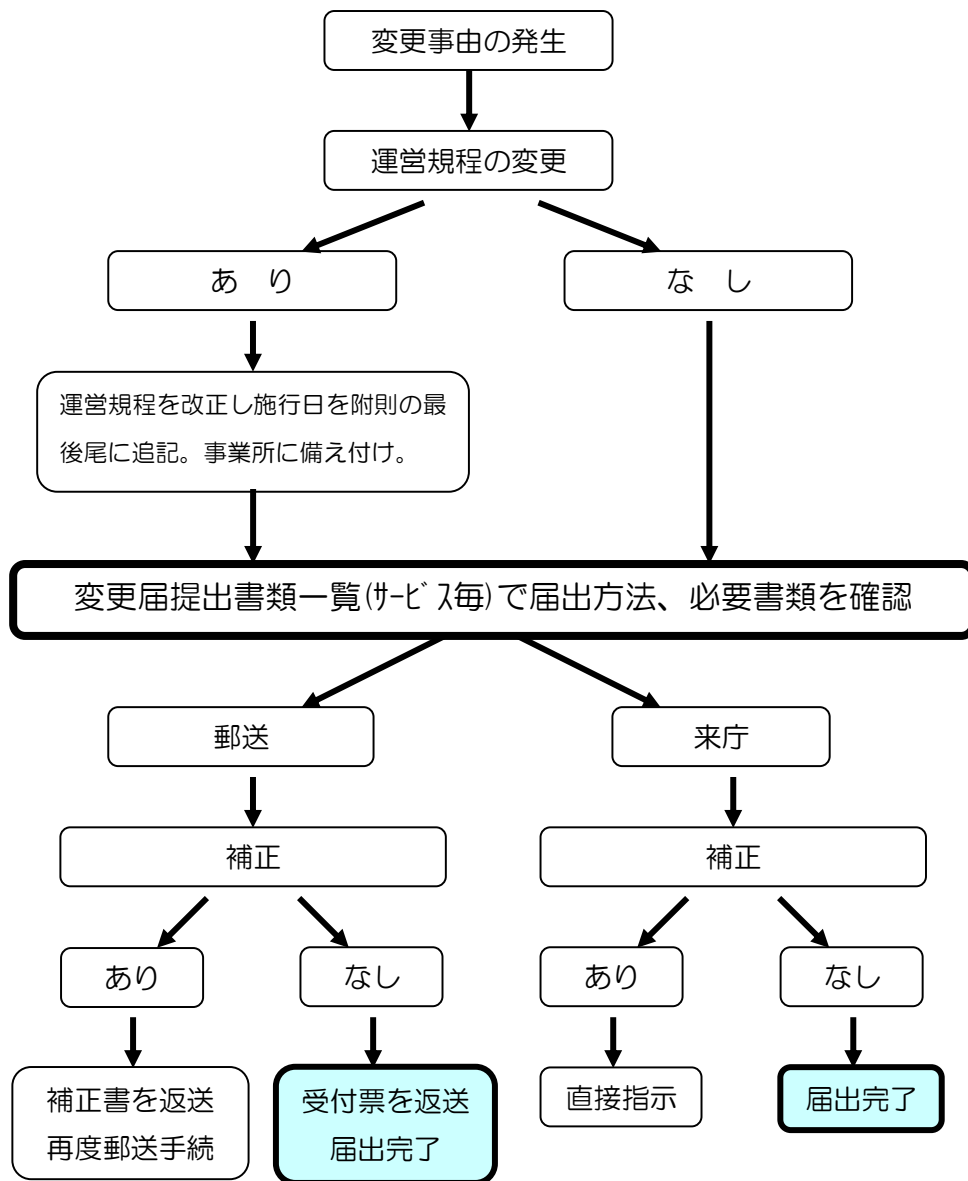 変更事由の発生
運営規程の変更
あ　り
な　し
運営規程を改正し施行日を附則の最
後尾に追記。事業所に備え付け。
変更届提出書類一覧(ｻｰﾋﾞｽ毎)で届出方法、必要書類を確認
郵送
来庁
補正
補正
あり
なし
あり
なし
補正書を返送
再度郵送手続
受付票を返送
届出完了
直接指示
届出完了